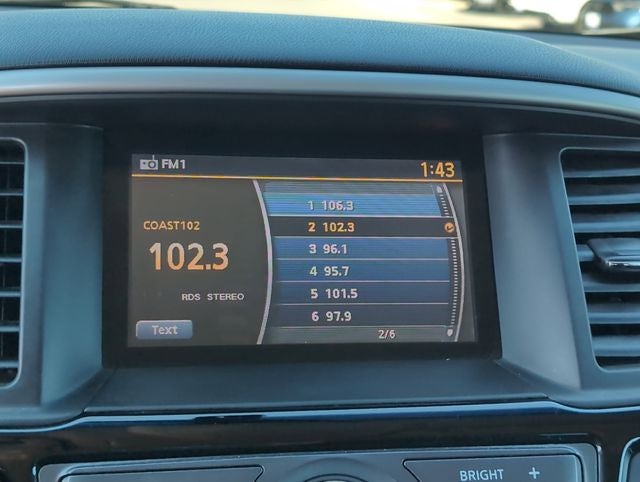 FM1 1:43
COAST102
102.3
RDS STEREO
Text
1 106.3
2 102.3
3 96.1
4 95.7
5 101.5
6 97.9
2/6
BRIGHT +